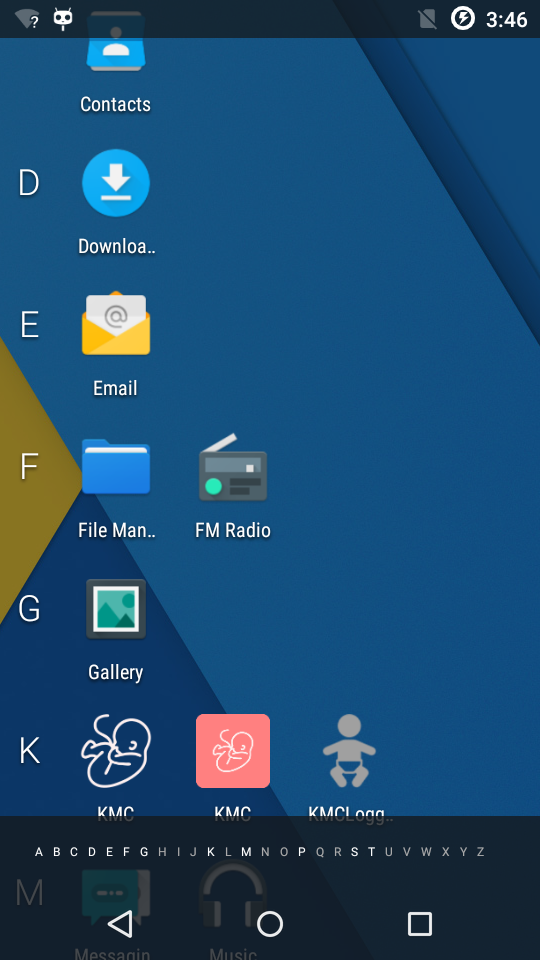 3:46
Contacts
D
Downloa..
E
@
Email
F
File Man.. FM Radio
G
Gallery
K
KMC KMC KMCLogg..
A B C D E F G H I J K L M N O P Q R S T U V W X Y Z
M
Messagin Music